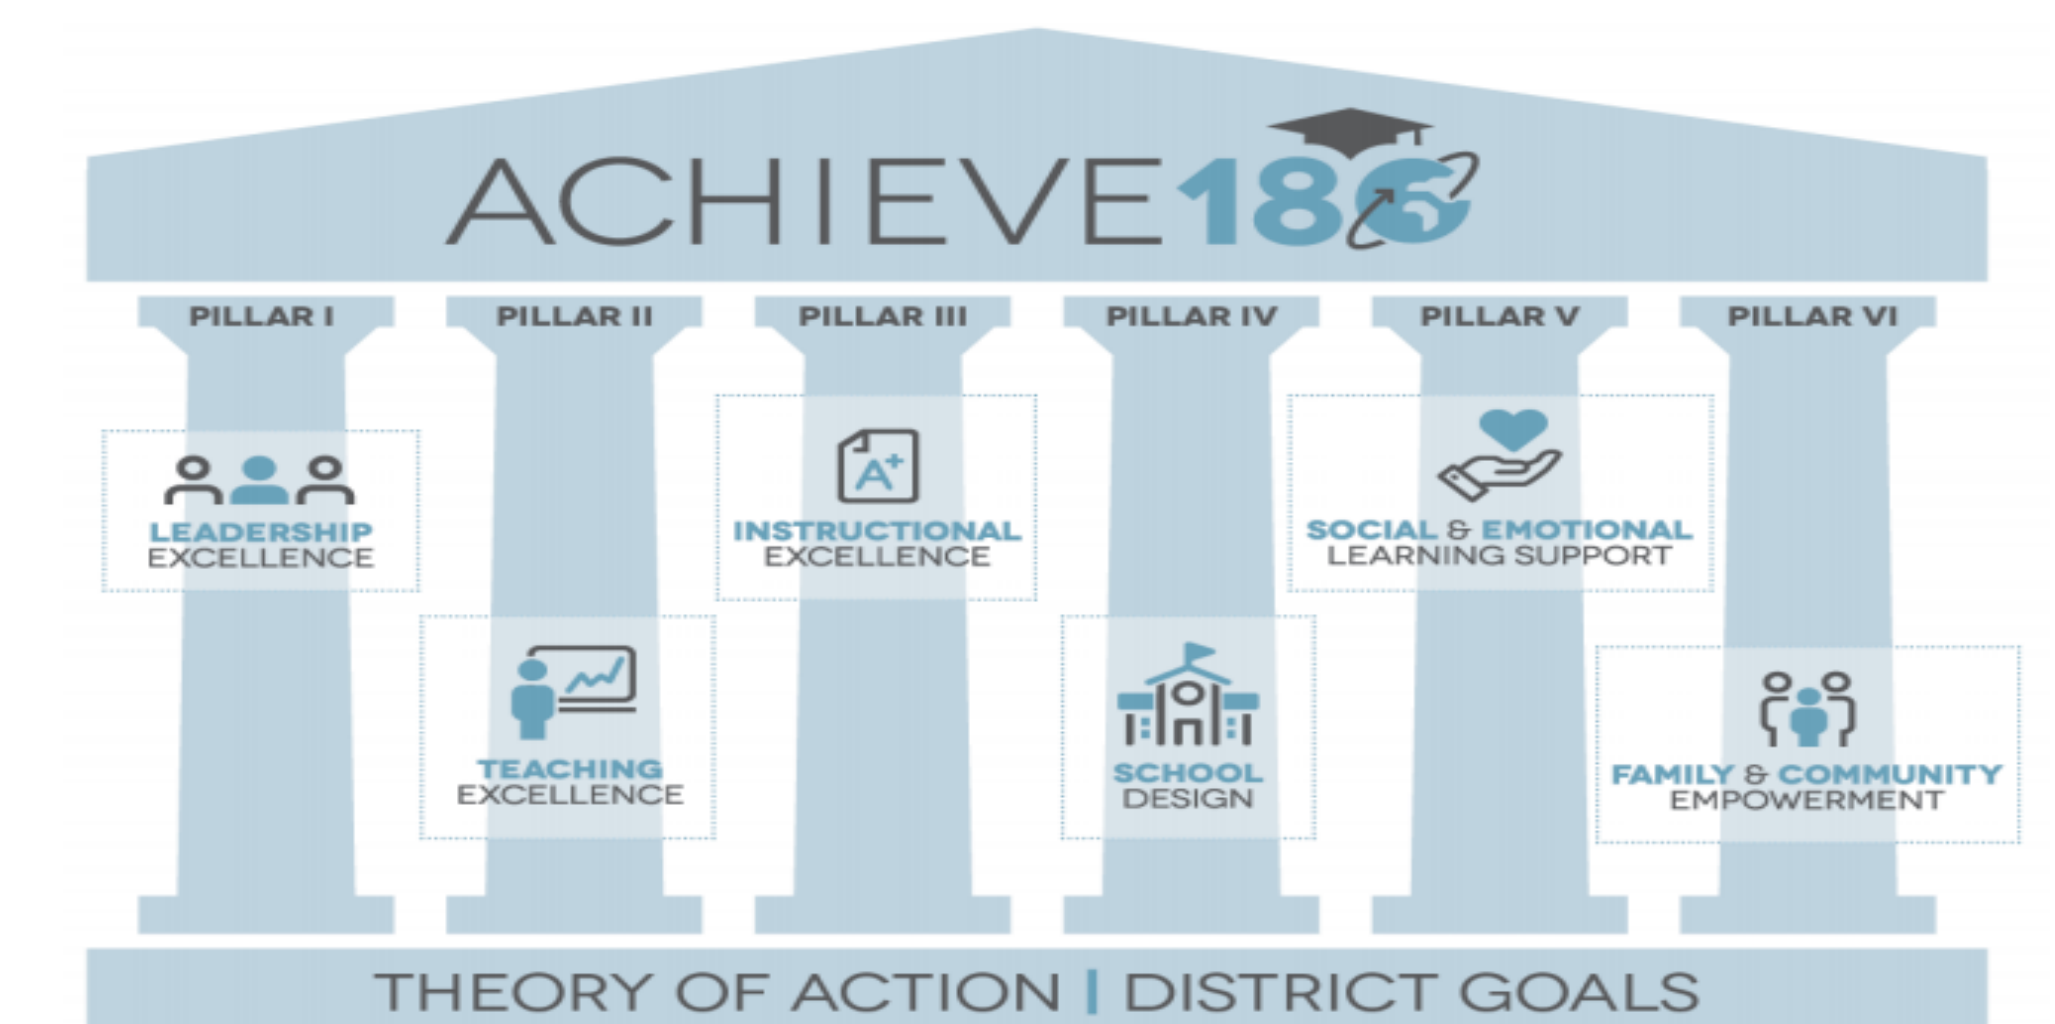 ACHIEVE180
PILLAR I
PILLAR II
PILLAR III
PILLAR IV
PILLAR V
PILLAR VI
LEADERSHIP
EXCELLENCE
TEACHING
EXCELLENCE
A+
INSTRUCTIONAL
EXCELLENCE
SCHOOL
DESIGN
SOCIAL & EMOTIONAL
LEARNING SUPPORT
FAMILY & COMMUNITY
EMPOWERMENT
THEORY OF ACTION | DISTRICT GOALS